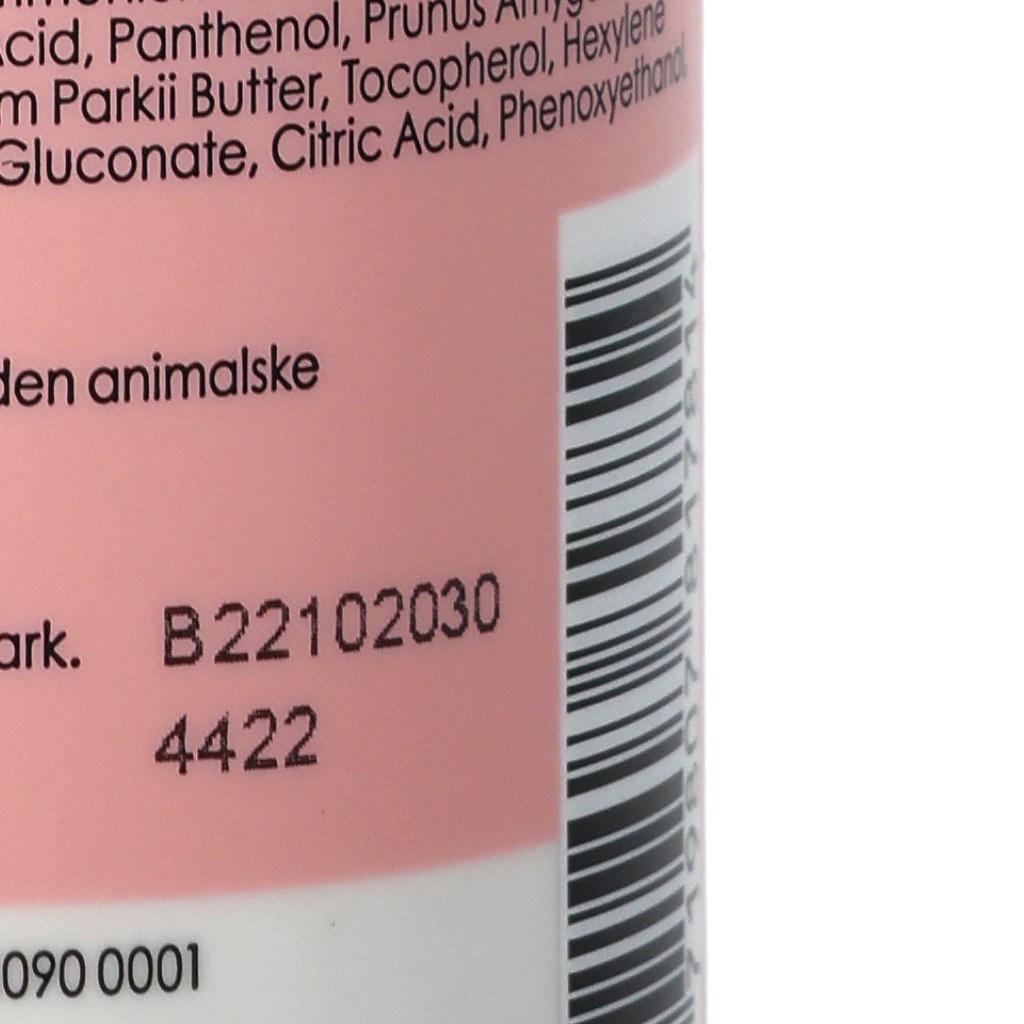 Acid, Panthenol, Prunus
m Parkii Butter, Tocopherol, Hexylene
Gluconate, Citric Acid, Phenoxyethanol,
den animalske
ark. B22102030
4422
090 0001